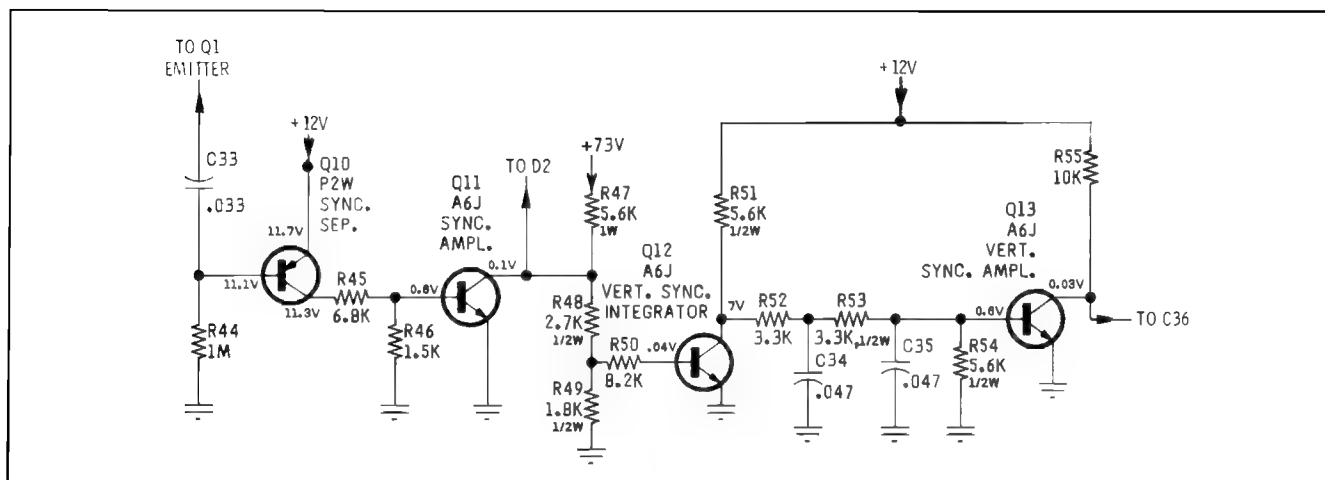 TO Q1
EMITTER
C33
.033
+12V
Q10
P2W
SYNC.
SEP.
11.7V
11.1V
11.3V
R44
1M
R45
6.8K
R46
1.5K
0.8V
Q11
A6J
SYNC.
AMPL.
0.1V
TO D2
+73V
R47
5.6K
1W
R48
2.7K
1/2W
R49
1.8K
1/2W
R50
8.2K
.04V
Q12
A6J
VERT. SYNC.
INTEGRATOR
+12V
R51
5.6K
1/2W
7V
R52
3.3K
R53
3.3K, 1/2W
C34
.047
C35
.047
R54
5.6K
1/2W
0.6V
Q13
A6J
VERT.
SYNC. AMPL.
0.03V
R55
10K
TO C36